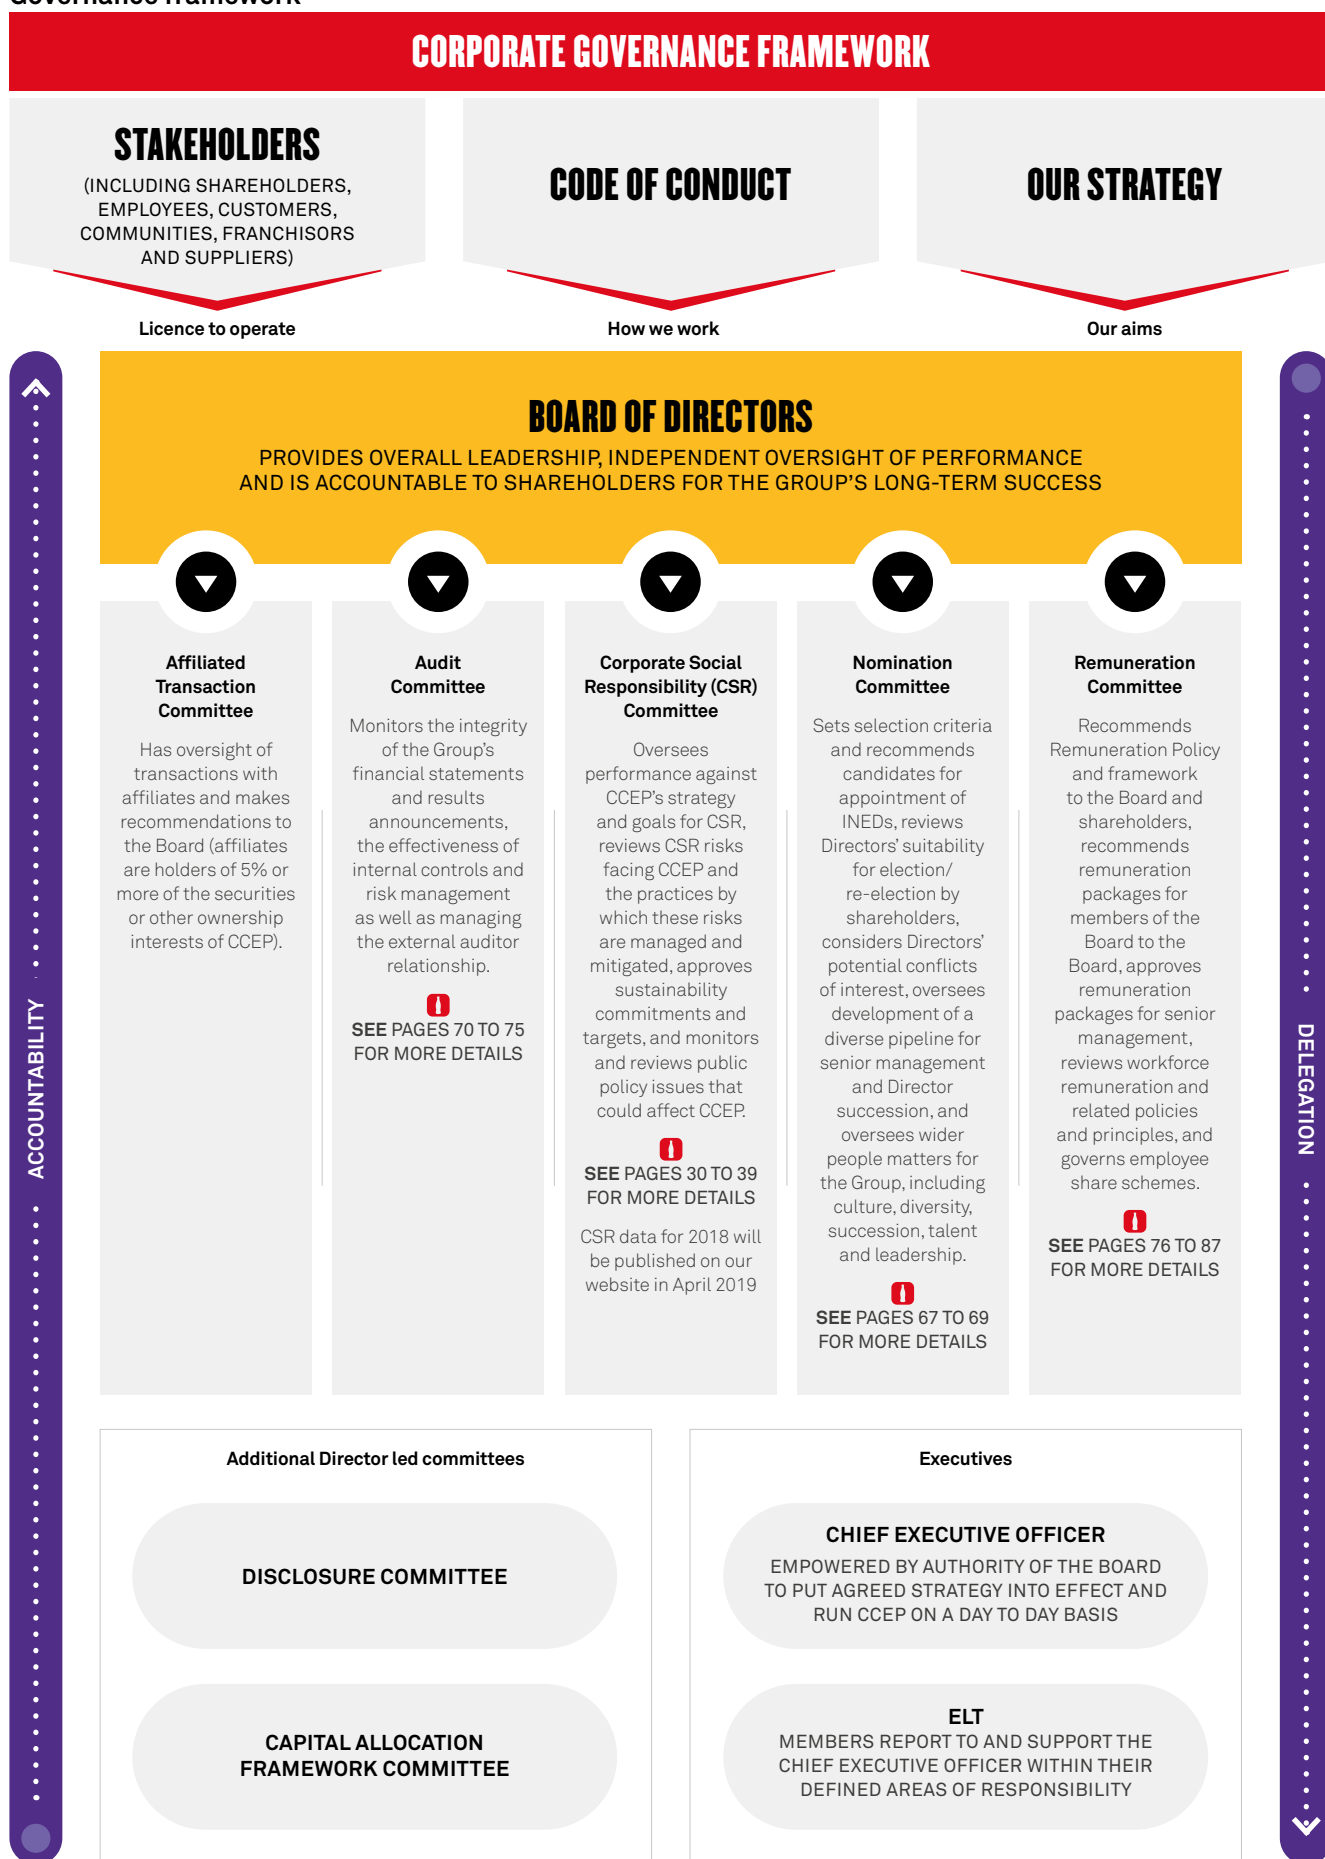 Governance framework
CORPORATE GOVERNANCE FRAMEWORK
STAKEHOLDERS
(INCLUDING SHAREHOLDERS,
EMPLOYEES, CUSTOMERS,
COMMUNITIES, FRANCHISORS
AND SUPPLIERS)
Licence to operate
CODE OF CONDUCT
How we work
OUR STRATEGY
Our aims
BOARD OF DIRECTORS
PROVIDES OVERALL LEADERSHIP, INDEPENDENT OVERSIGHT OF PERFORMANCE
AND IS ACCOUNTABLE TO SHAREHOLDERS FOR THE GROUP'S LONG-TERM SUCCESS
ACCOUNTABILITY
Affiliated
Transaction
Committee
Has oversight of
transactions with
affiliates and makes
recommendations to
the Board (affiliates
are holders of 5% or
more of the securities
or other ownership
interests of CCEP).
Audit
Committee
Monitors the integrity
of the Group's
financial statements
and results
announcements,
the effectiveness of
internal controls and
risk management
as well as managing
the external auditor
relationship.
SEE PAGES 70 TO 75
FOR MORE DETAILS
Corporate Social
Responsibility (CSR)
Committee
Oversees
performance against
CCEP's strategy
and goals for CSR,
reviews CSR risks
facing CCEP and
the practices by
which these risks
are managed and
mitigated, approves
sustainability
commitments and
targets, and monitors
and reviews public
policy issues that
could affect CCEP.
SEE PAGES 30 TO 39
FOR MORE DETAILS
CSR data for 2018 will
be published on our
website in April 2019
Nomination
Committee
Sets selection criteria
and recommends
candidates for
appointment of
INEDs, reviews
Directors' suitability
for election/
re-election by
shareholders,
considers Directors'
potential conflicts
of interest, oversees
development of a
diverse pipeline for
senior management
and Director
succession, and
oversees wider
people matters for
the Group, including
culture, diversity,
succession, talent
and leadership.
SEE PAGES 67 TO 69
FOR MORE DETAILS
Remuneration
Committee
Recommends
Remuneration Policy
and framework
to the Board and
shareholders,
recommends
remuneration
packages for
members of the
Board to the
Board, approves
remuneration
packages for senior
management,
reviews workforce
remuneration and
related policies
and principles, and
governs employee
share schemes.
SEE PAGES 76 TO 87
FOR MORE DETAILS
DELEGATION
Additional Director led committees
DISCLOSURE COMMITTEE
CAPITAL ALLOCATION
FRAMEWORK COMMITTEE
Executives
CHIEF EXECUTIVE OFFICER
EMPOWERED BY AUTHORITY OF THE BOARD
TO PUT AGREED STRATEGY INTO EFFECT AND
RUN CCEP ON A DAY TO DAY BASIS
ELT
MEMBERS REPORT TO AND SUPPORT THE
CHIEF EXECUTIVE OFFICER WITHIN THEIR
DEFINED AREAS OF RESPONSIBILITY